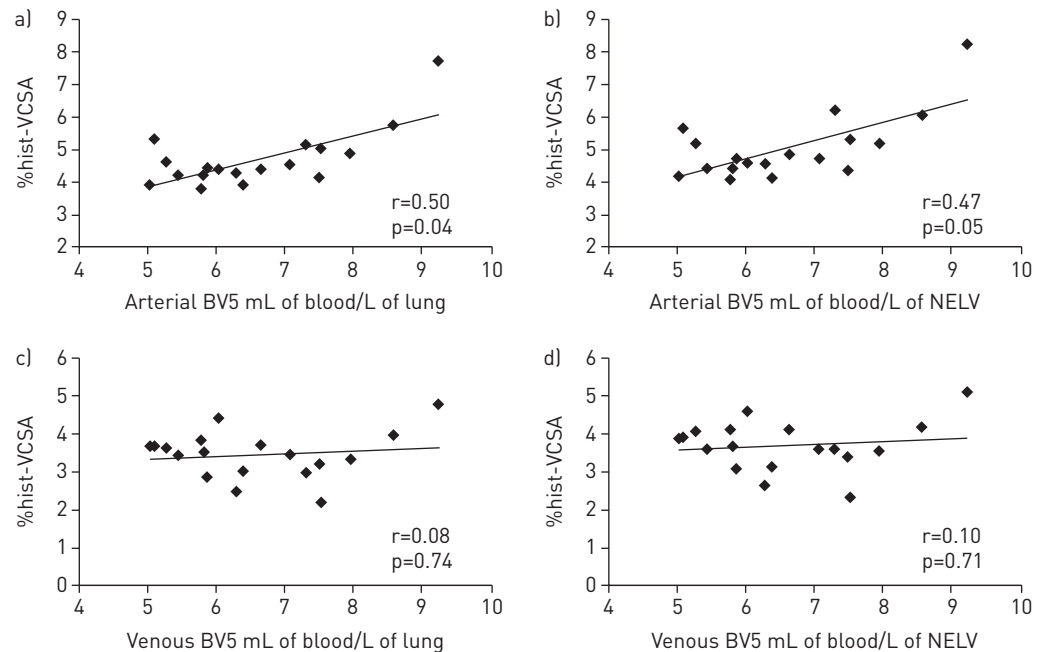 a)
9
8
7
6
5
4
3
2
%hist-VCSA
r=0.50
p=0.04
4 5 6 7 8 9 10
Arterial BV5 mL of blood/L of lung
b)
9
8
7
6
5
4
3
2
%hist-VCSA
r=0.47
p=0.05
4 5 6 7 8 9 10
Arterial BV5 mL of blood/L of NELV
c)
6
5
4
3
2
1
0
%hist-VCSA
r=0.08
p=0.74
4 5 6 7 8 9 10
Venous BV5 mL of blood/L of lung
d)
6
5
4
3
2
1
0
%hist-VCSA
r=0.10
p=0.71
4 5 6 7 8 9 10
Venous BV5 mL of blood/L of NELV